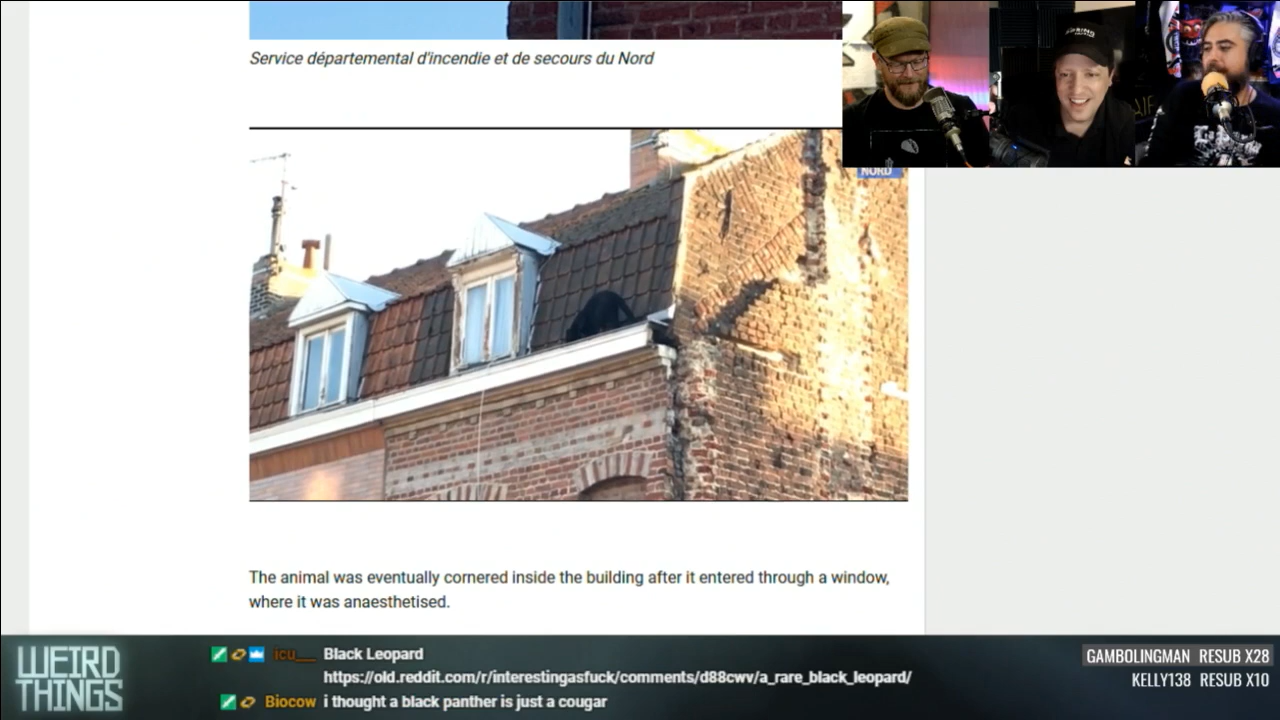 Service départemental d'incendie et de secours du Nord
NORD
The animal was eventually cornered inside the building after it entered through a window,
where it was anaesthetised.
WEIRD
THINGS
icu__ Black Leopard
https://old.reddit.com/r/interestingasfuck/comments/d88cwv/a_rare_black_leopard/
Biocow i thought a black panther is just a cougar
GAMBOLINGMAN RESUB X28
KELLY138 RESUB X10